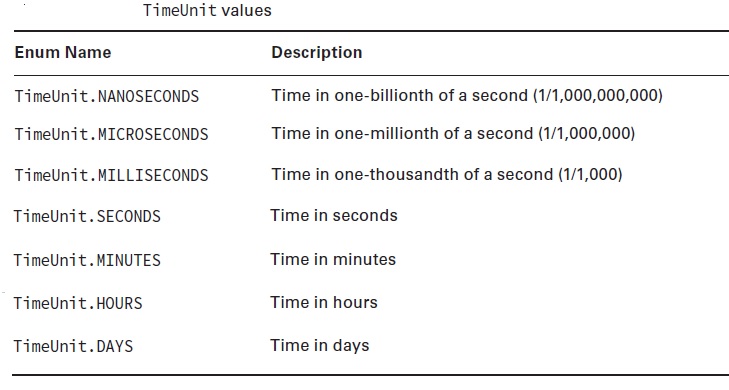 TimeUnit values
Enum Name Description
TimeUnit.NANOSECONDS Time in one-billionth of a second (1/1,000,000,000)
TimeUnit.MICROSECONDS Time in one-millionth of a second (1/1,000,000)
TimeUnit.MILLISECONDS Time in one-thousandth of a second (1/1,000)
TimeUnit.SECONDS Time in seconds
TimeUnit.MINUTES Time in minutes
TimeUnit.HOURS Time in hours
TimeUnit.DAYS Time in days